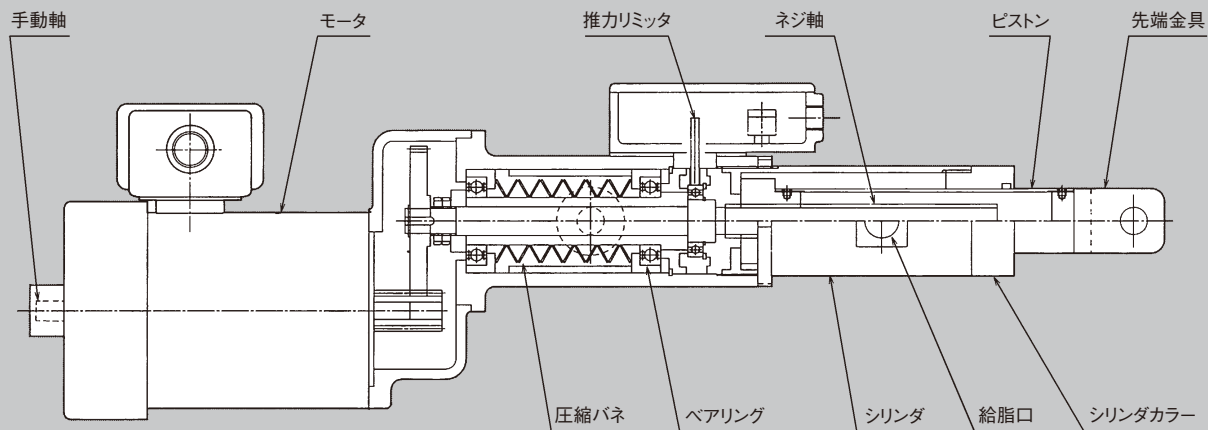 手動軸
モータ
推力リミッタ
ネジ軸
ピストン
先端金具
圧縮バネ
ベアリング
シリンダ
給脂口
シリンダカラー